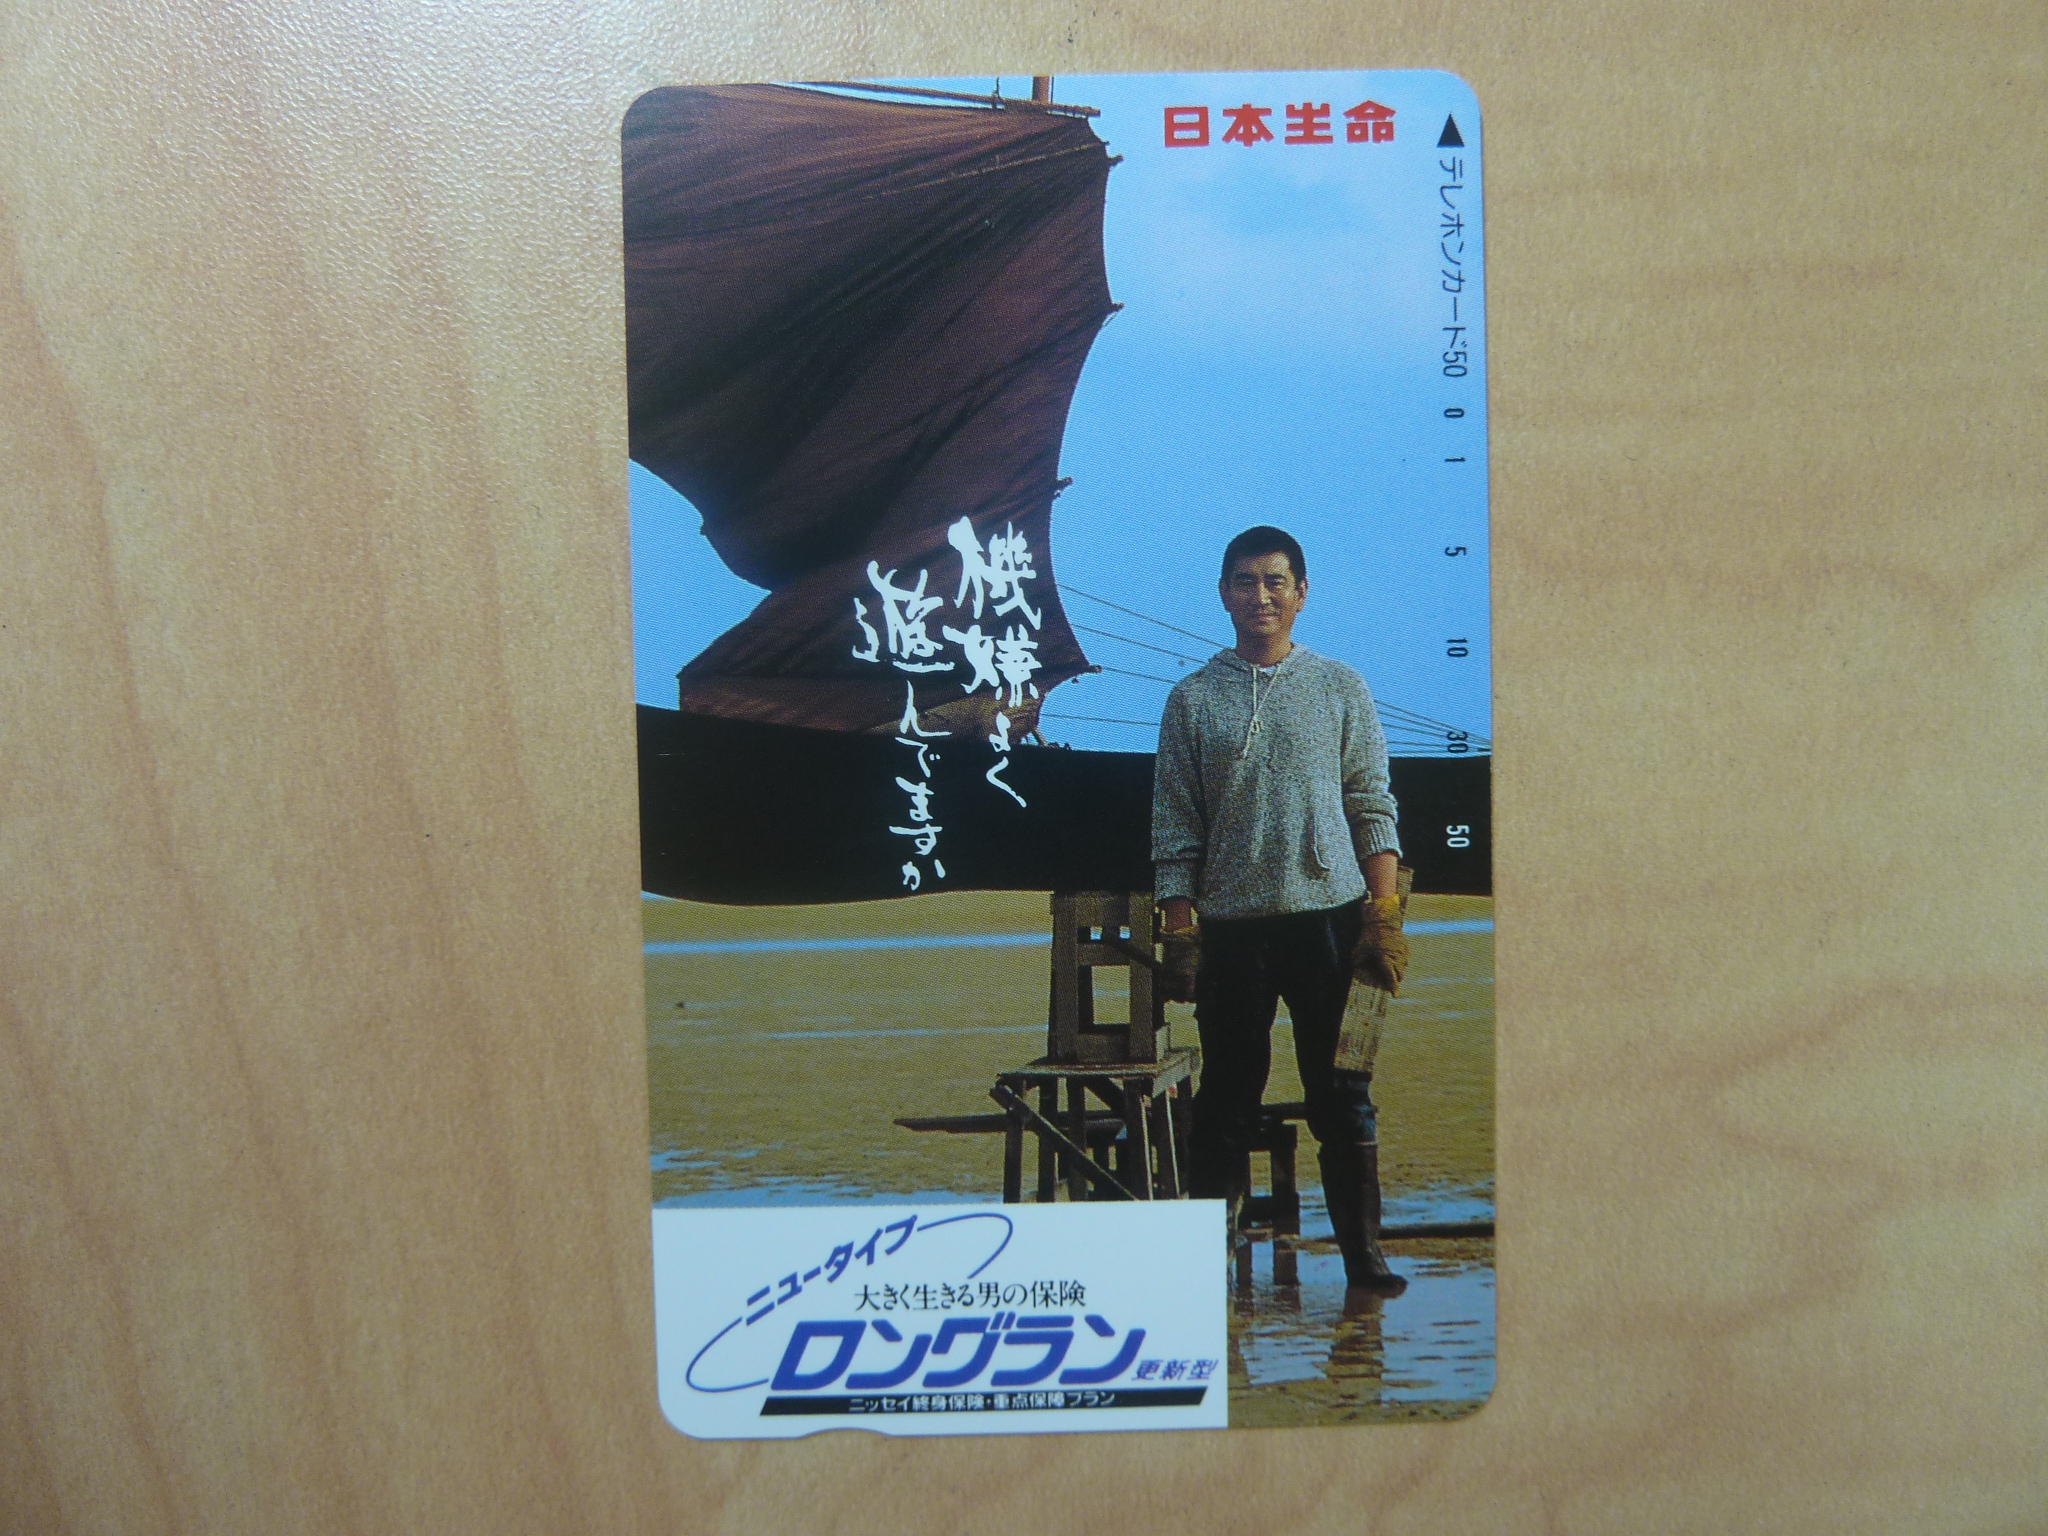 日本生命
◀テレホンカード50 0 1 5 10 30 50
機嫌よく
遊んでますか
ニュータイプ
大きく生きる男の保険
ロングラン 更新型
ニッセイ終身保険・重点保障プラン